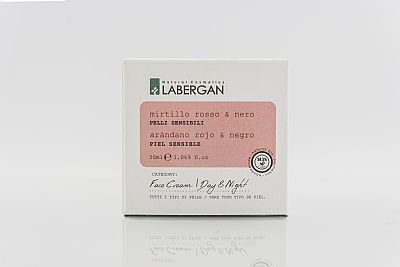 Natural Cosmetics
LABERGAN
mirtillo rosso & nero
PELLI SENSIBILI
arándano rojo & negro
PIEL SENSIBLE
50ml e 1.069 fl.oz
CATEGORY:
Face Cream | Day & Night
TUTTI I TIPI DI PELLE / PARA TODO TIPO DE PIEL.